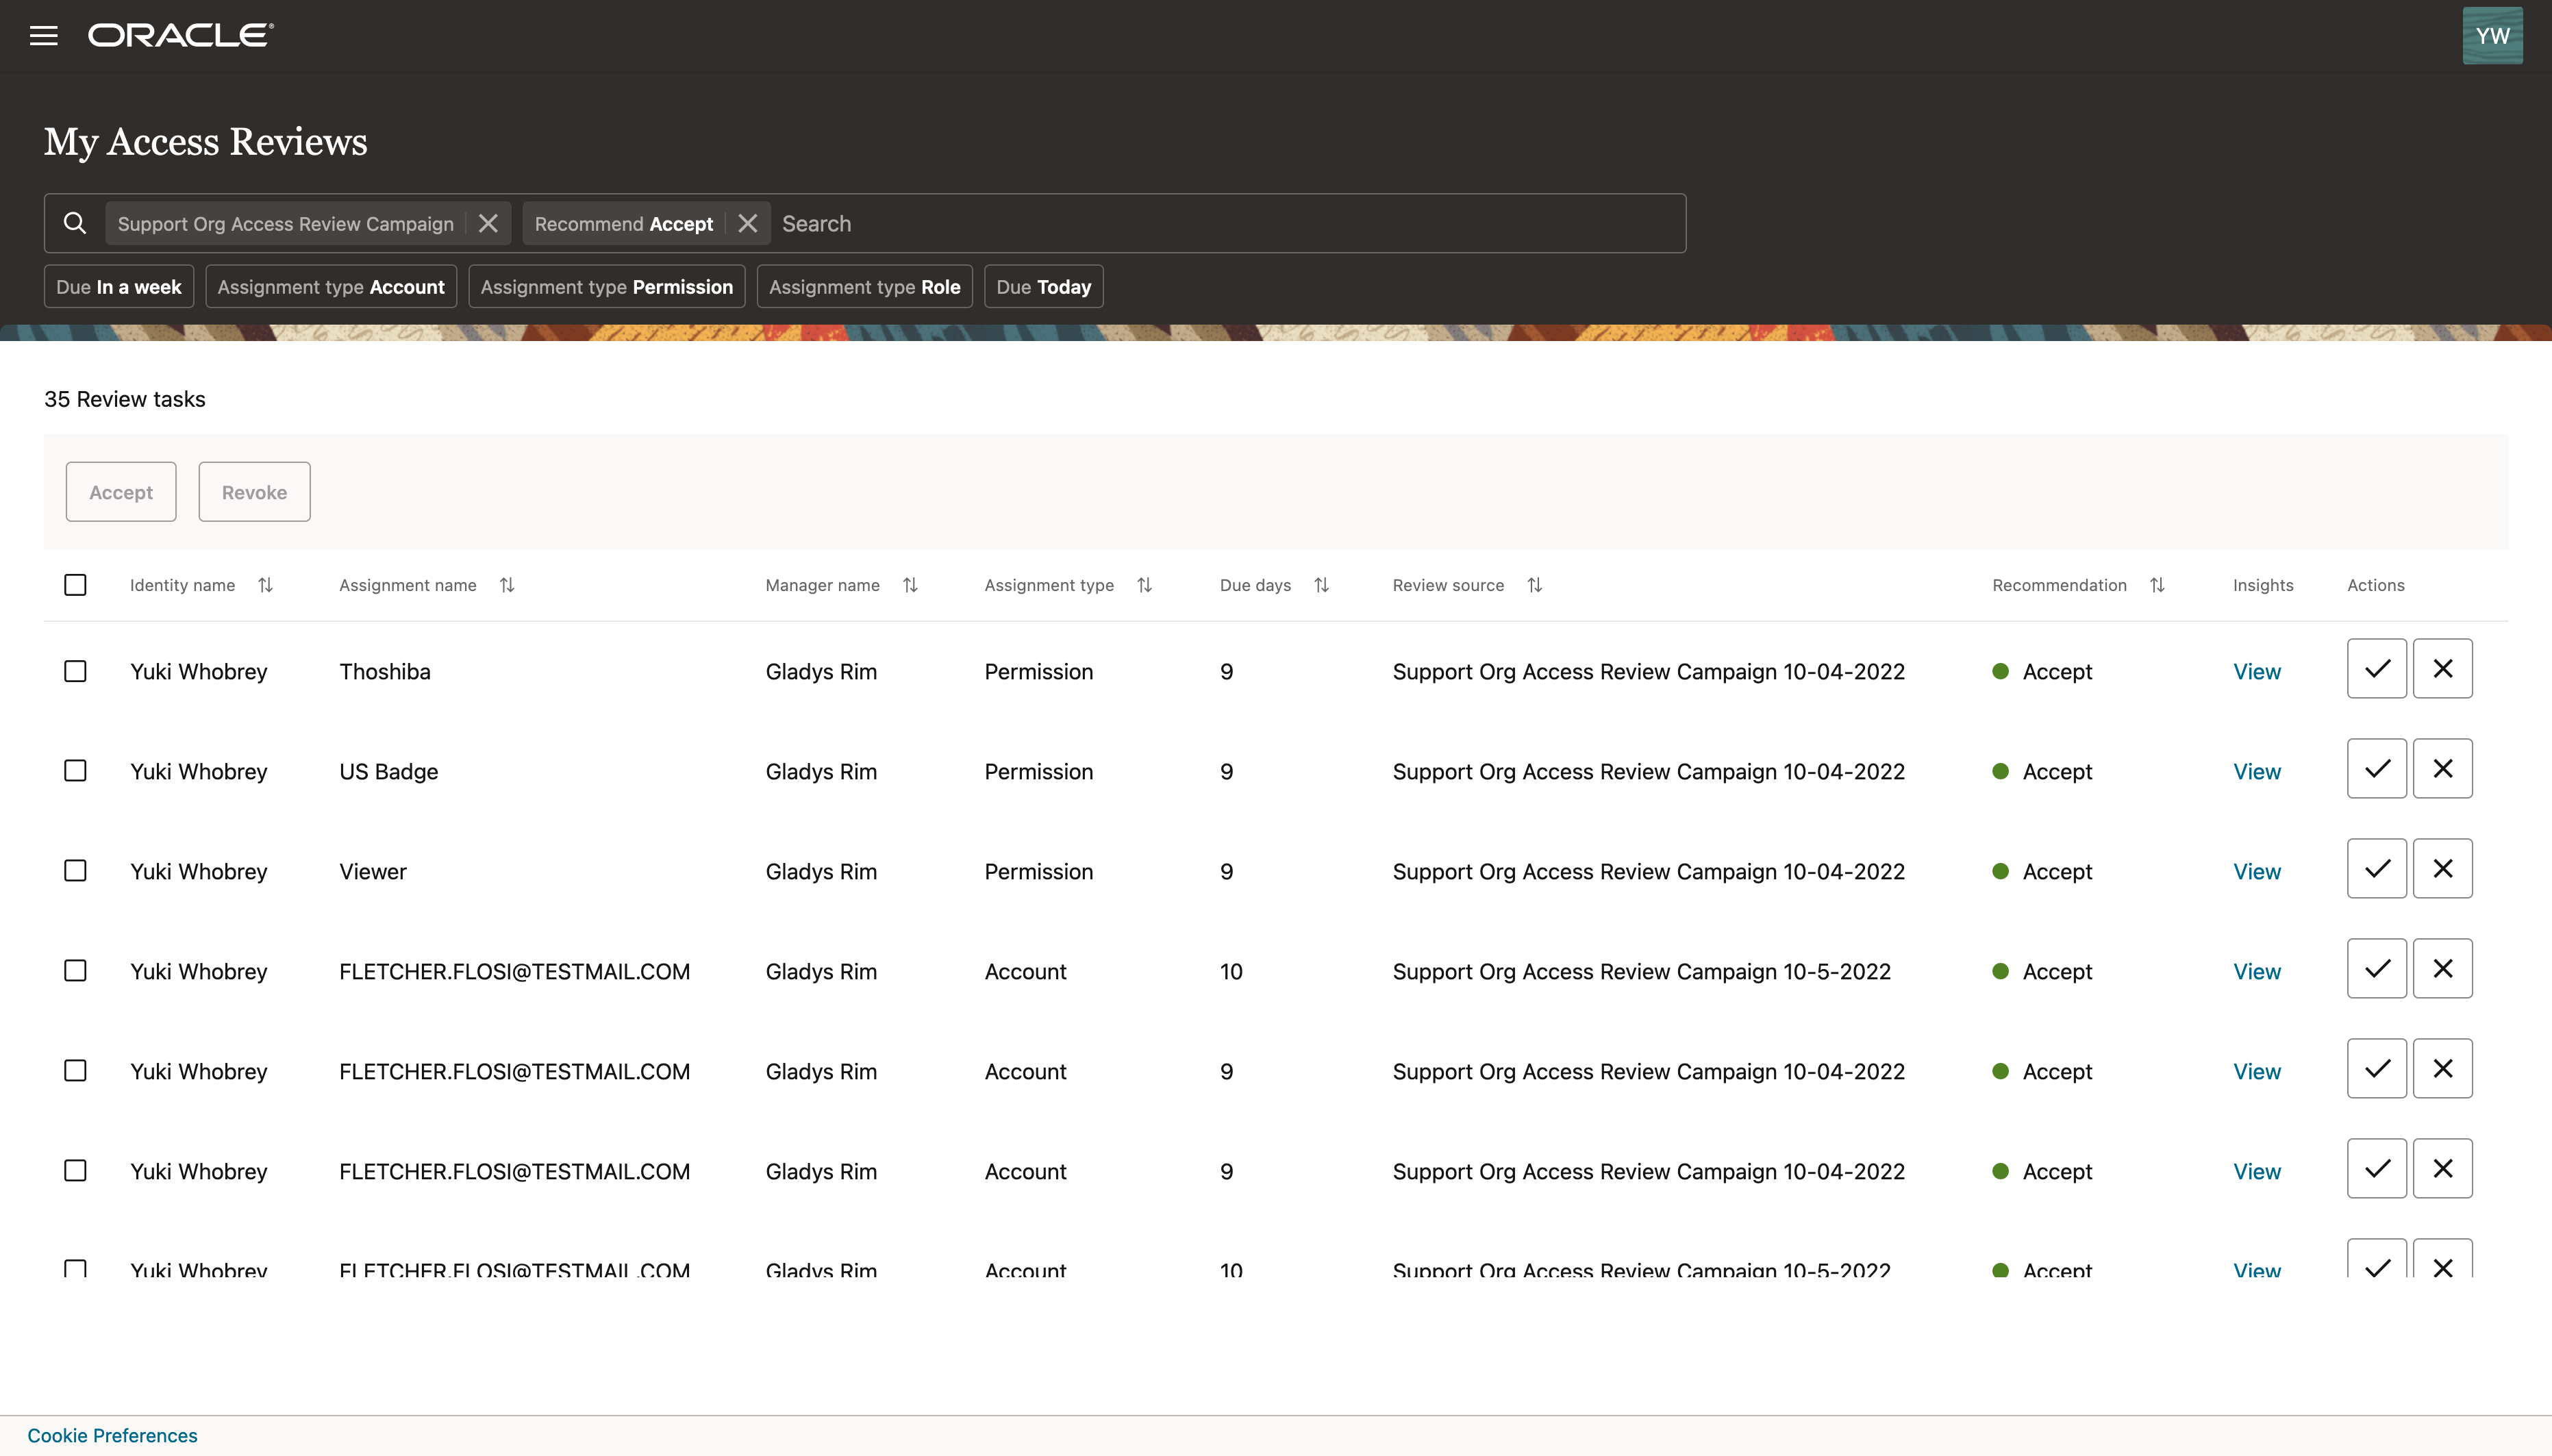 ORACLE
YW
My Access Reviews
Support Org Access Review Campaign Recommend Accept Search
Due In a week Assignment type Account Assignment type Permission Assignment type Role Due Today
35 Review tasks
Accept Revoke
Identity name Assignment name Manager name Assignment type Due days Review source Recommendation Insights Actions
Yuki Whobrey Thoshiba Gladys Rim Permission 9 Support Org Access Review Campaign 10-04-2022 Accept View
Yuki Whobrey US Badge Gladys Rim Permission 9 Support Org Access Review Campaign 10-04-2022 Accept View
Yuki Whobrey Viewer Gladys Rim Permission 9 Support Org Access Review Campaign 10-04-2022 Accept View
Yuki Whobrey FLETCHER.FLOSI@TESTMAIL.COM Gladys Rim Account 10 Support Org Access Review Campaign 10-5-2022 Accept View
Yuki Whobrey FLETCHER.FLOSI@TESTMAIL.COM Gladys Rim Account 9 Support Org Access Review Campaign 10-04-2022 Accept View
Yuki Whobrey FLETCHER.FLOSI@TESTMAIL.COM Gladys Rim Account 9 Support Org Access Review Campaign 10-04-2022 Accept View
Yuki Whobrey FLETCHER.FLOSI@TESTMAIL.COM Gladys Rim Account 10 Support Org Access Review Campaign 10-5-2022 Accept View
Cookie Preferences